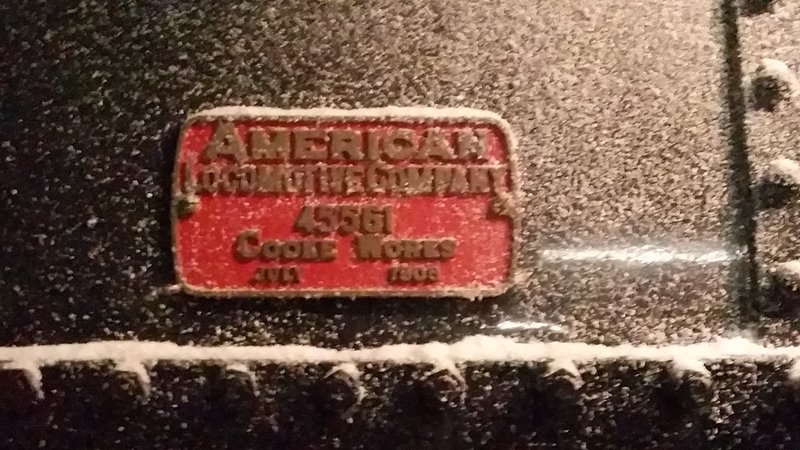 AMERICAN
LOCOMOTIVE COMPANY
45561
COOKE WORKS
JULY 1908